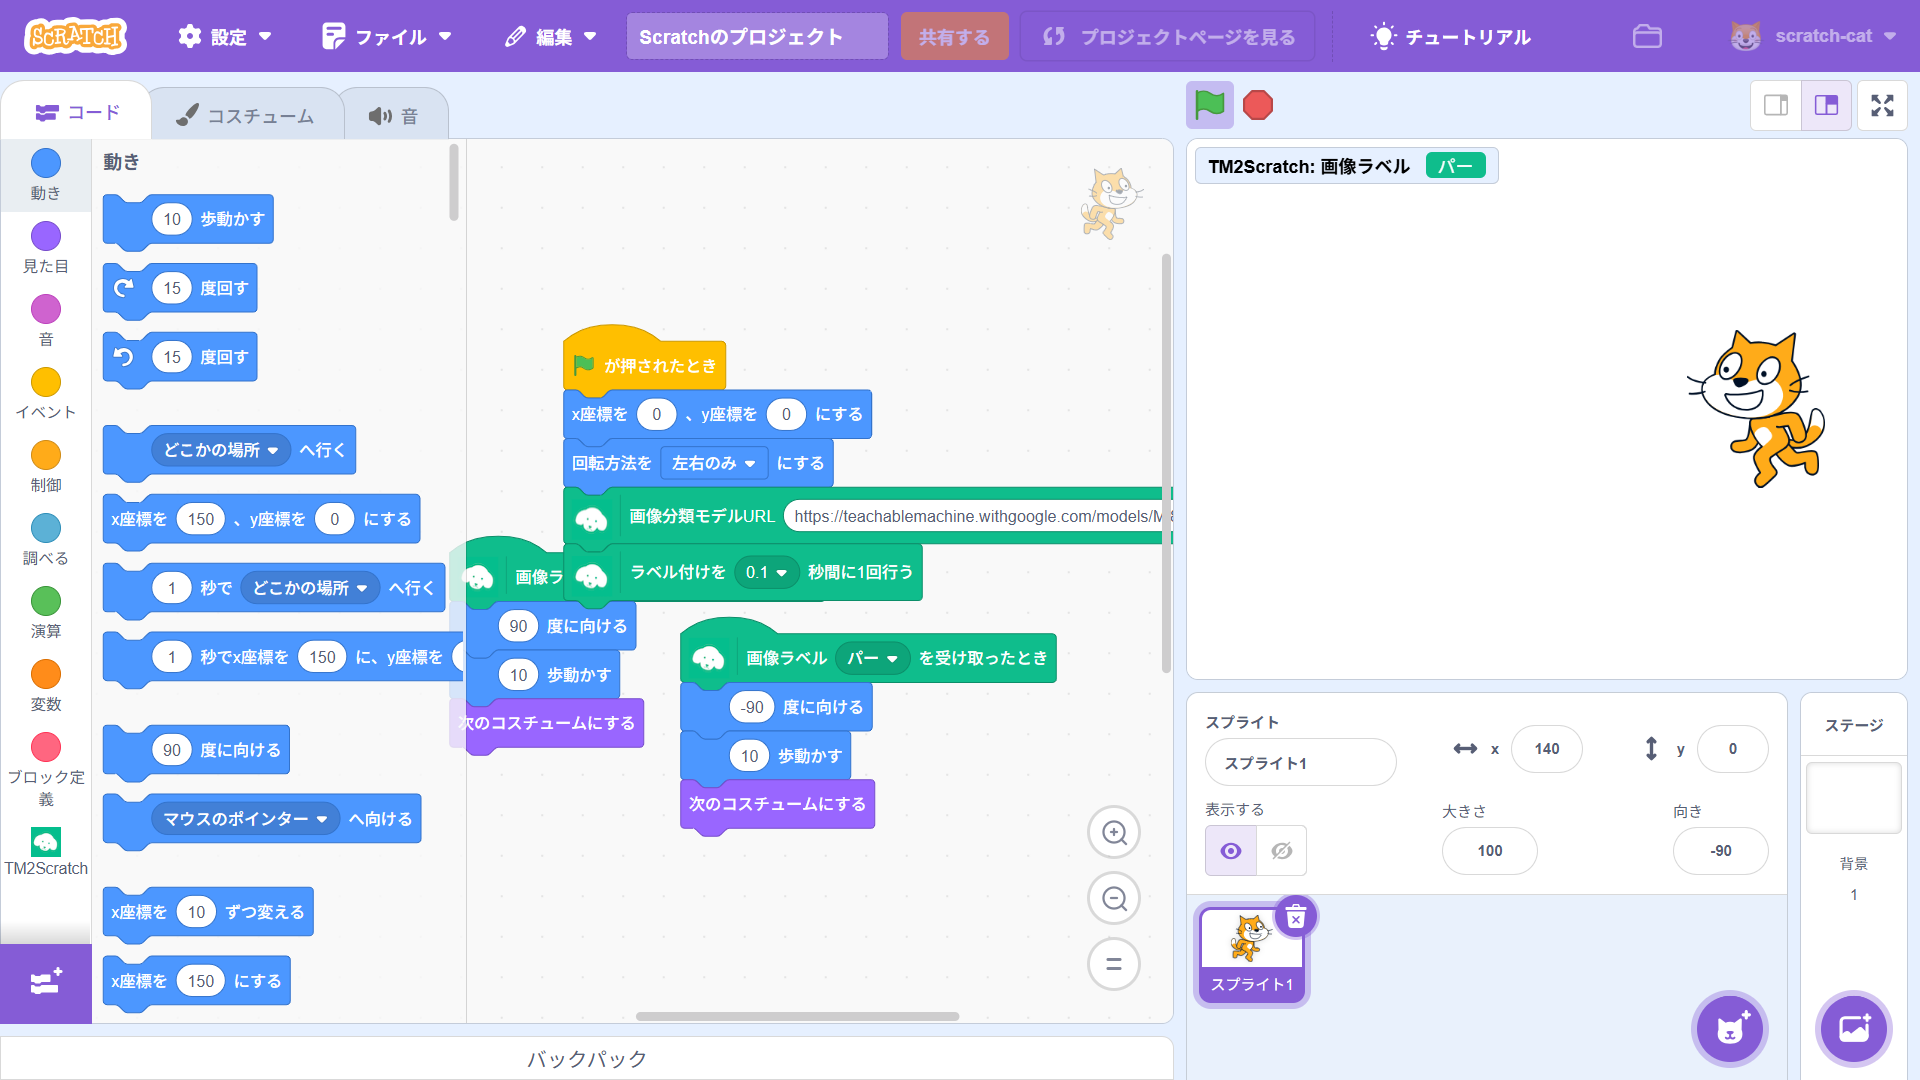 SCRATCH
設定
ファイル
編集
Scratchのプロジェクト
共有する
プロジェクトページを見る
チュートリアル
scratch-cat
コード
コスチューム
音
動き
見た目
音
イベント
制御
調べる
演算
変数
ブロック定
義
TM2Scratch
動き
10 歩動かす
15 度回す
15 度回す
どこかの場所 へ行く
x座標を 150 、y座標を 0 にする
1 秒で どこかの場所 へ行く
1 秒でx座標を 150 に、y座標を
90 度に向ける
マウスのポインター へ向ける
x座標を 10 ずつ変える
x座標を 150 にする
が押されたとき
x座標を 0 、y座標を 0 にする
回転方法を 左右のみ にする
画像分類モデルURL https://teachablemachine.withgoogle.com/models/
ラベル付けを 0.1 秒間に1回行う
画像ラ
90 度に向ける
10 歩動かす
次のコスチュームにする
画像ラベル パー を受け取ったとき
-90 度に向ける
10 歩動かす
次のコスチュームにする
バックパック
TM2Scratch: 画像ラベル パー
スプライト
スプライト1
x 140
y 0
表示する
大きさ
100
向き
-90
スプライト1
ステージ
背景
1